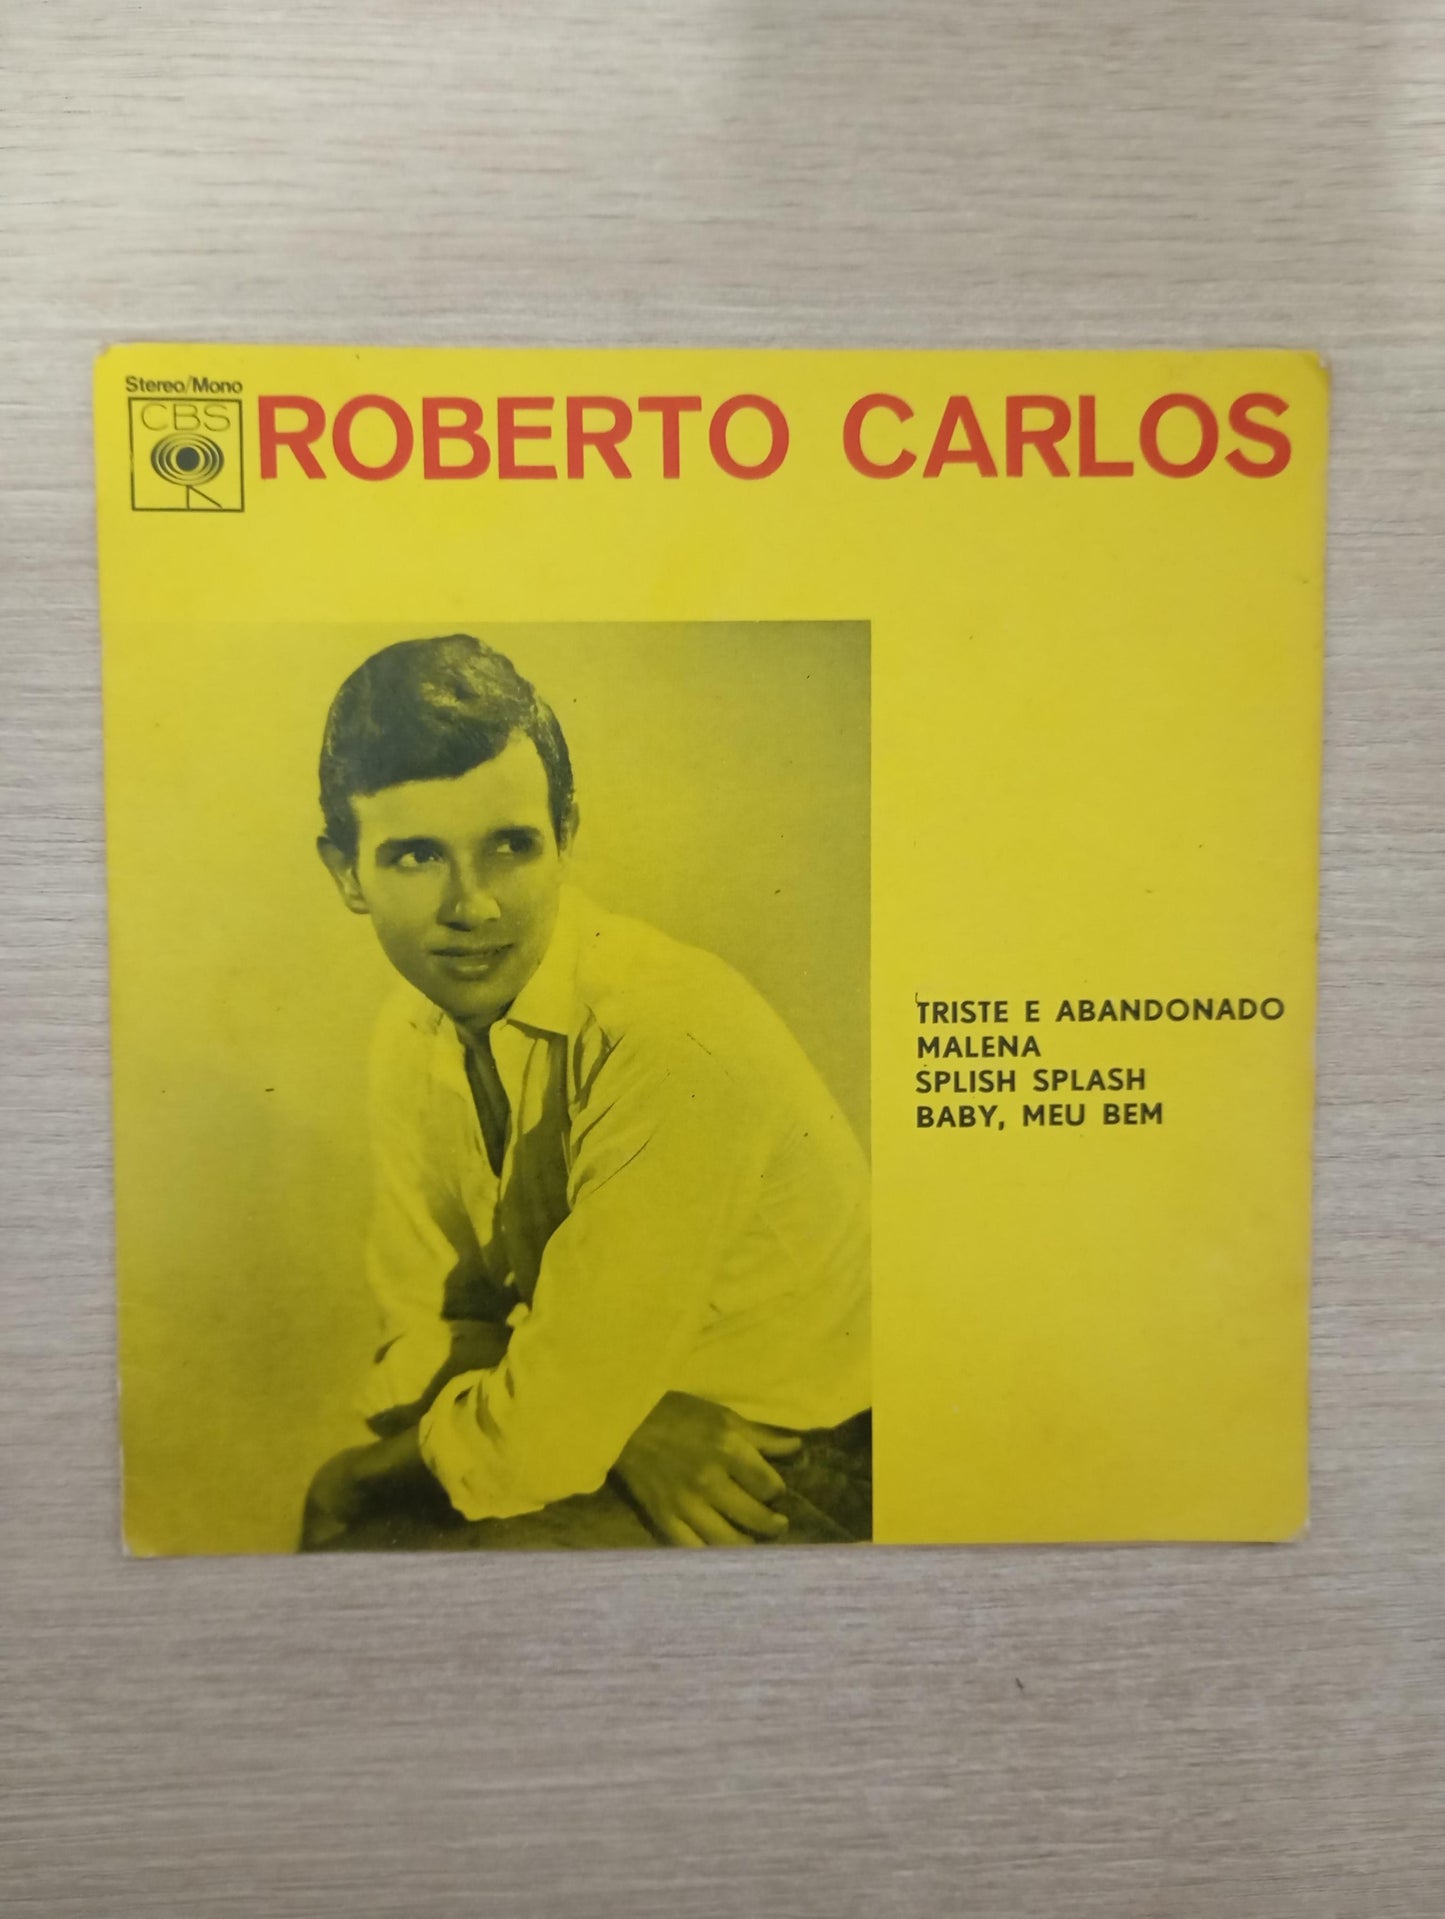 Stereo/Mono
CBS
ROBERTO CARLOS
TRISTE E ABANDONADO
MALENA
SPLISH SPLASH
BABY, MEU BEM